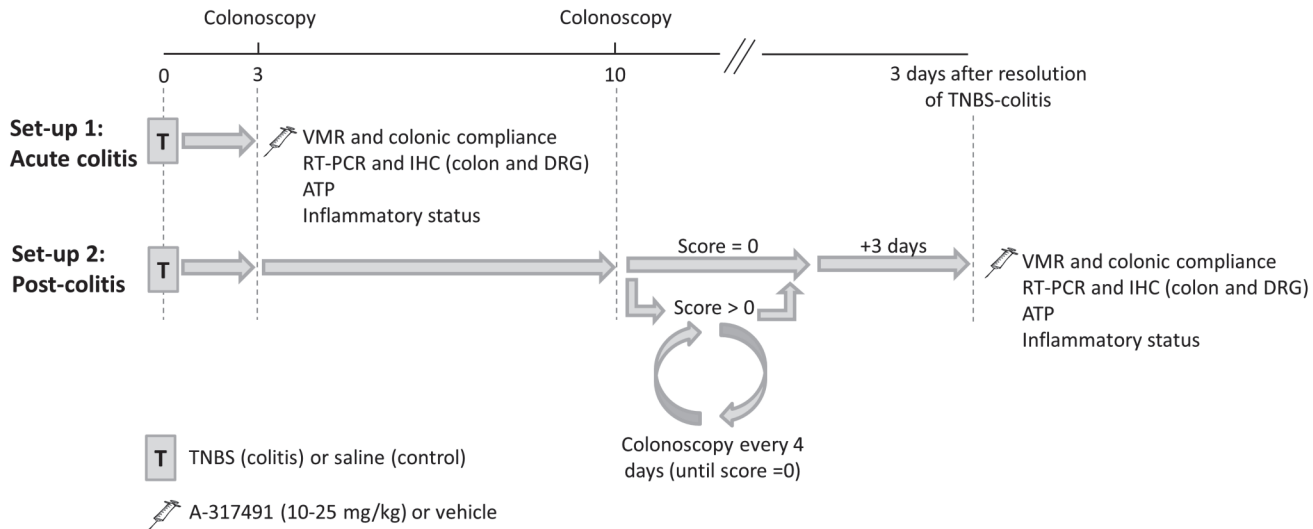 Colonoscopy
Colonoscopy
0
3
10
3 days after resolution
of TNBS-colitis
Set-up 1:
Acute colitis
T
VMR and colonic compliance
RT-PCR and IHC (colon and DRG)
ATP
Inflammatory status
Set-up 2:
Post-colitis
T
Score = 0
+3 days
Score > 0
VMR and colonic compliance
RT-PCR and IHC (colon and DRG)
ATP
Inflammatory status
Colonoscopy every 4
days (until score =0)
T
TNBS (colitis) or saline (control)
A-317491 (10-25 mg/kg) or vehicle